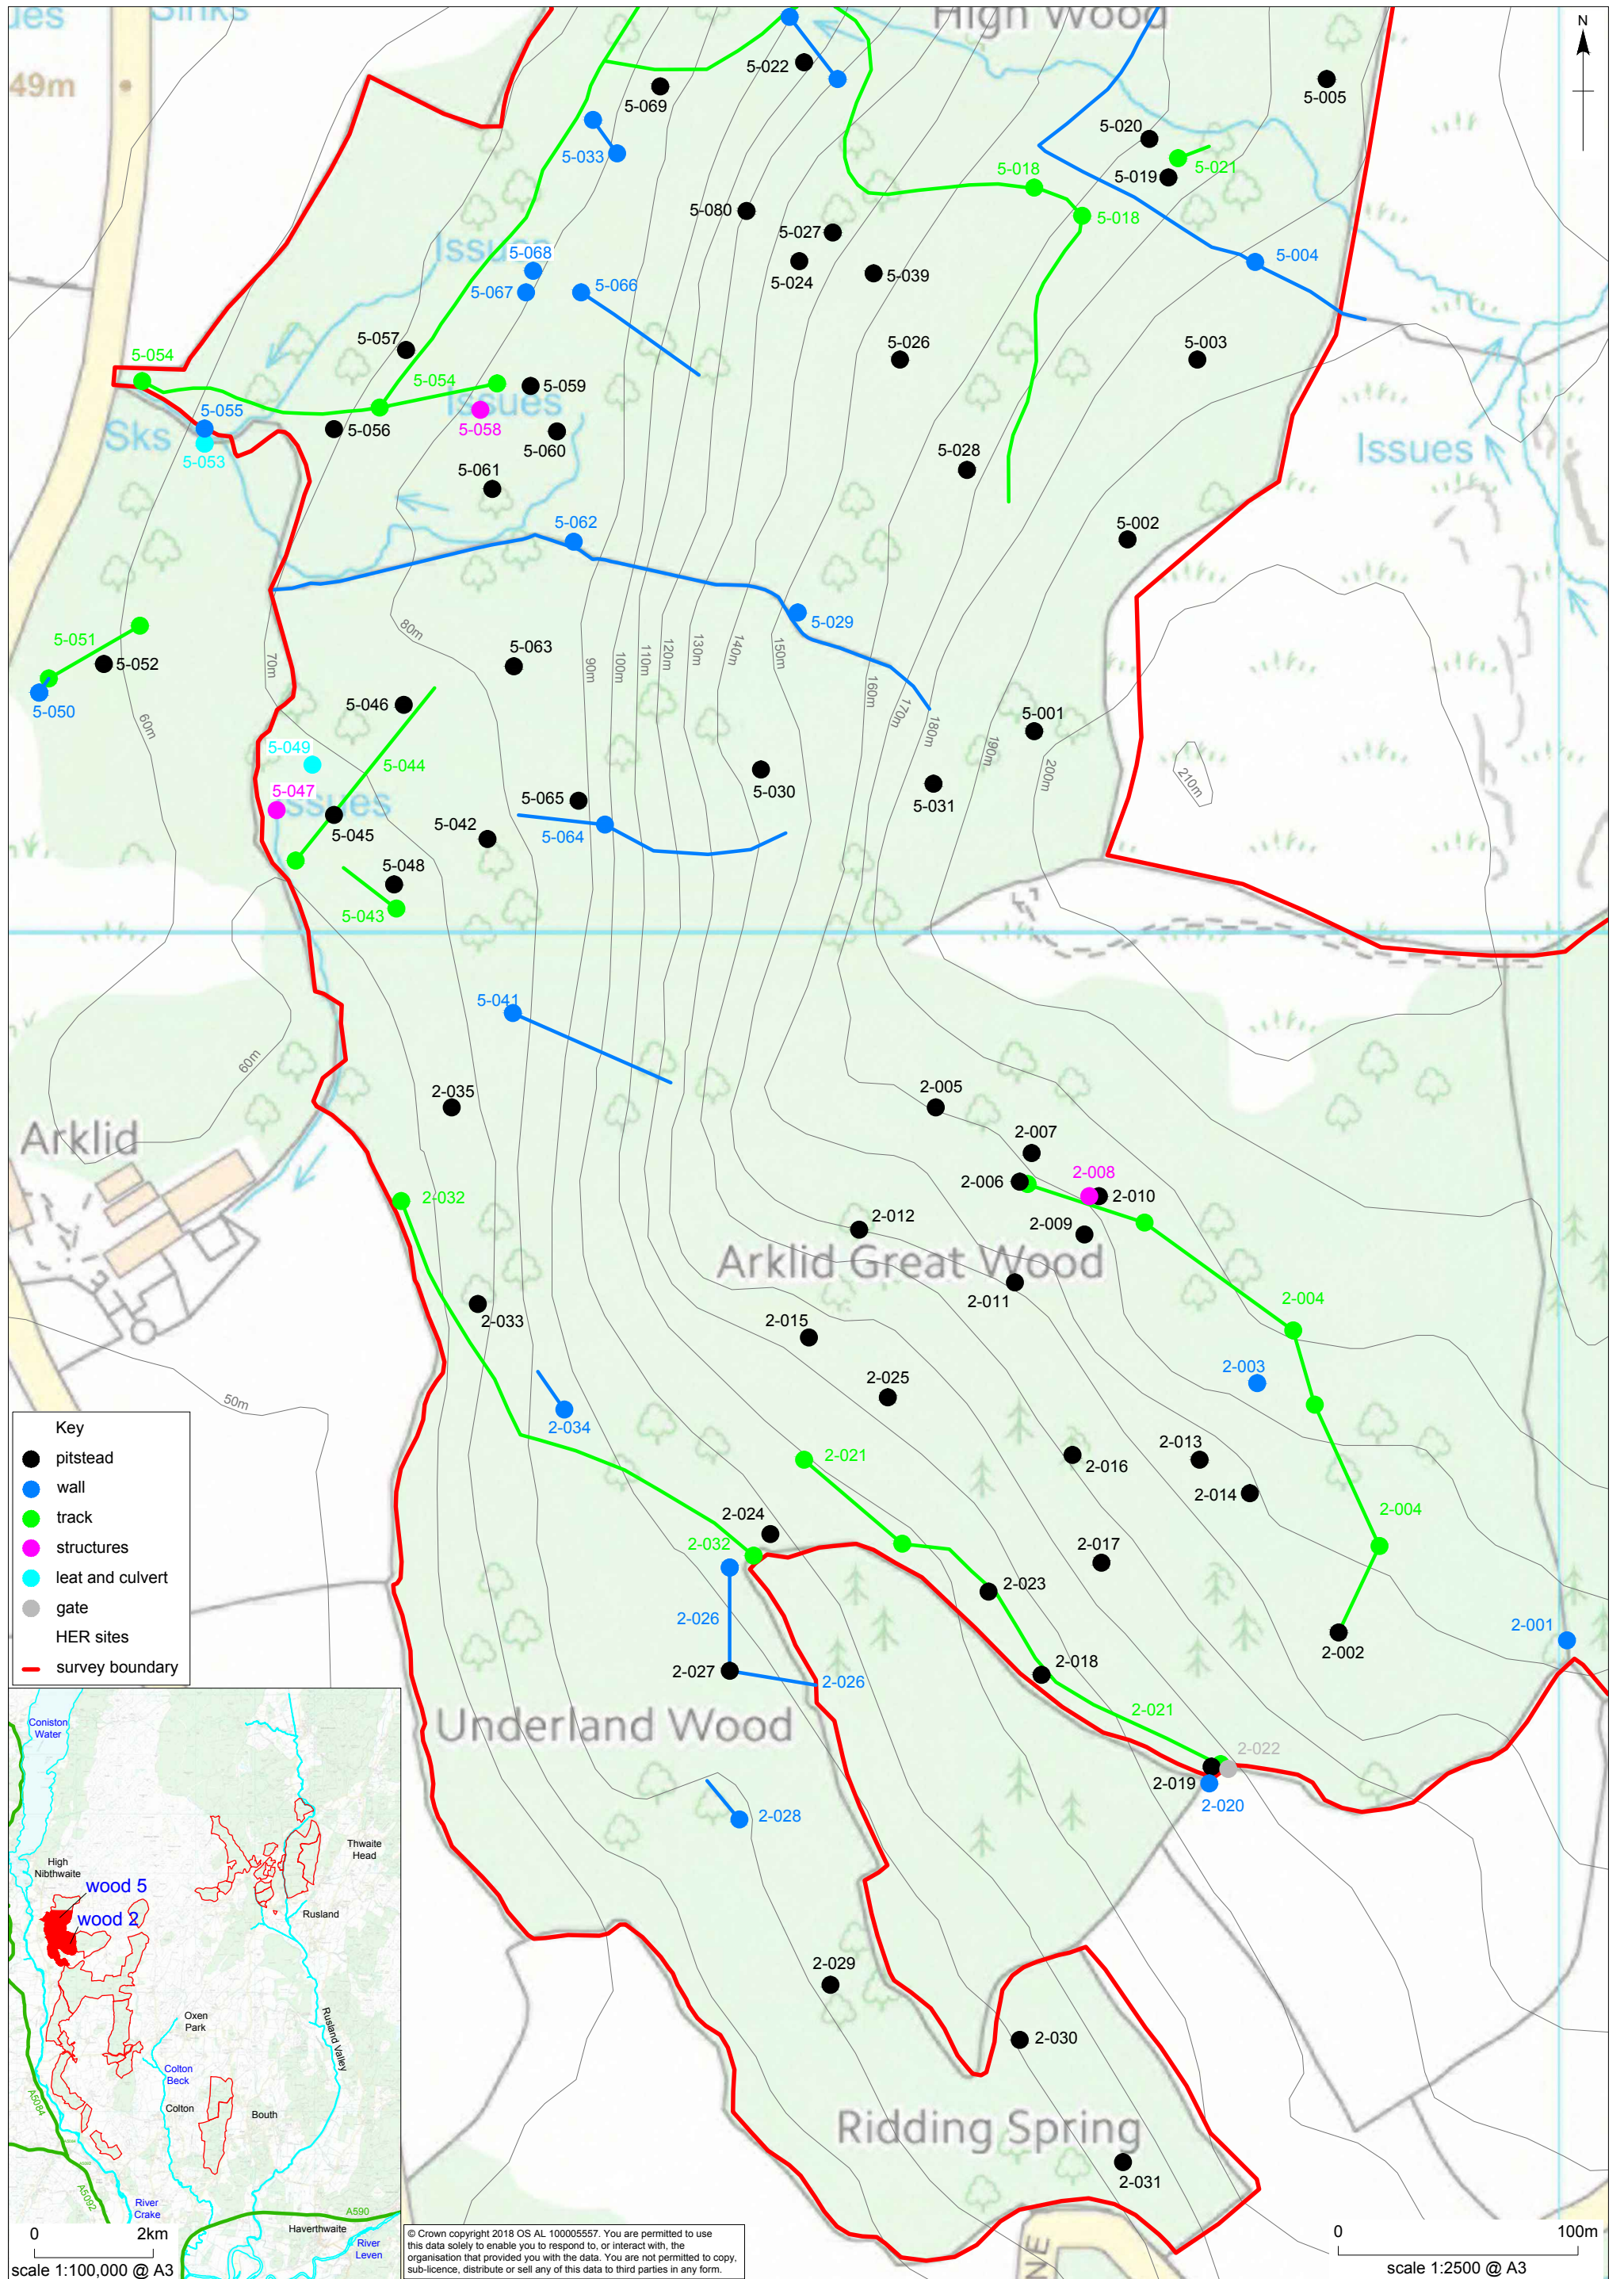 ues
Sinks
High Wood
N
49m
5-022
5-069
5-005
5-020
5-033
5-021
5-019
5-018
5-018
5-080
5-027
Issues
5-068
5-004
5-024
5-039
5-067
5-066
5-057
5-026
5-003
5-054
5-054
5-059
Issues
5-055
5-058
Sks
5-056
5-060
Issues
5-053
5-061
5-028
5-062
5-002
5-029
80m
5-051
5-052
5-063
70m
90m
100m
110m
120m
130m
140m
150m
160m
170m
180m
190m
200m
210m
5-050
60m
5-046
5-001
5-049
5-044
5-047
Issues
5-030
5-031
5-065
5-045
5-042
5-064
5-048
5-043
5-041
60m
2-035
2-005
Arklid
2-007
2-006
2-008
2-010
2-032
2-012
2-009
Arklid Great Wood
2-011
2-033
2-015
2-004
2-025
2-003
50m
2-034
2-021
2-016
2-013
2-014
2-024
2-004
2-032
2-017
2-023
2-026
2-001
2-002
2-027
2-018
2-026
2-021
Underland Wood
2-022
2-019
2-020
2-028
2-029
2-030
Ridding Spring
2-031
NE
Key
pitstead
wall
track
structures
leat and culvert
gate
HER sites
survey boundary
Coniston
Water
High
Nibthwaite
wood 5
wood 2
Thwaite
Head
Rusland
Oxen
Park
Rusland Valley
Colton
Beck
Colton
Bouth
A5084
A5092
River
Crake
A590
Haverthwaite
River
Leven
0 2km
scale 1:100,000 @ A3
© Crown copyright 2018 OS AL 100005557. You are permitted to use
this data solely to enable you to respond to, or interact with, the
organisation that provided you with the data. You are not permitted to copy,
sub-licence, distribute or sell any of this data to third parties in any form.
0 100m
scale 1:2500 @ A3